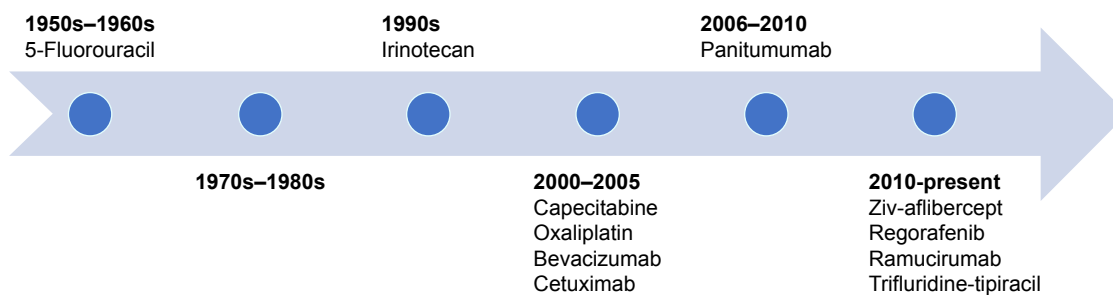 1950s–1960s
5-Fluorouracil
1970s–1980s
1990s
Irinotecan
2000–2005
Capecitabine
Oxaliplatin
Bevacizumab
Cetuximab
2006–2010
Panitumumab
2010-present
Ziv-aflibercept
Regorafenib
Ramucirumab
Trifluridine-tipiracil